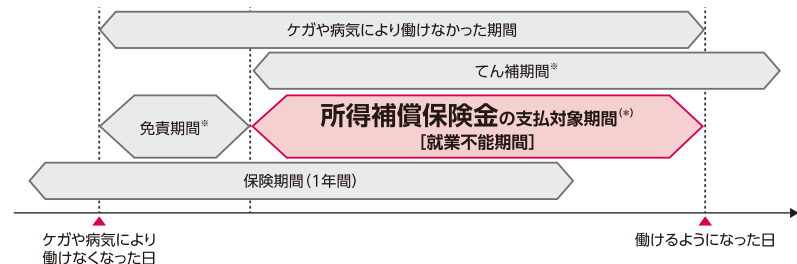 ケガや病気により働けなかった期間
てん補期間※
免責期間※
所得補償保険金の支払対象期間(*)
[就業不能期間]
保険期間(1年間)
ケガや病気により
働けなくなった日
働けるようになった日